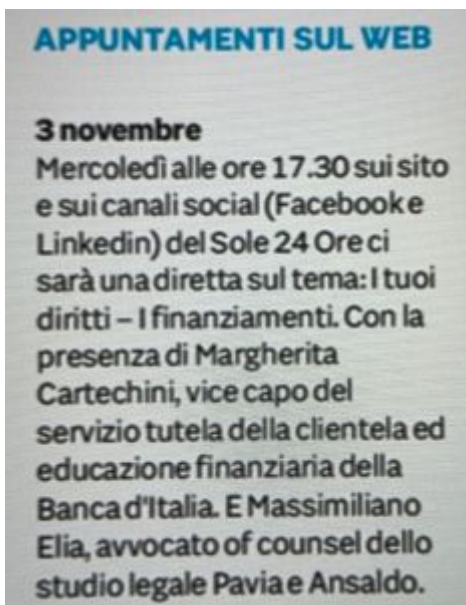 APPUNTAMENTI SUL WEB
3 novembre
Mercoledì alle ore 17.30 sui sito
e sui canali social (Facebook e
Linkedin) del Sole 24 Ore ci
sarà una diretta sul tema: I tuoi
diritti – I finanziamenti. Con la
presenza di Margherita
Cartechini, vice capo del
servizio tutela della clientela ed
educazione finanziaria della
Banca d'Italia. E Massimiliano
Elia, avvocato of counsel dello
studio legale Pavia e Ansaldo.